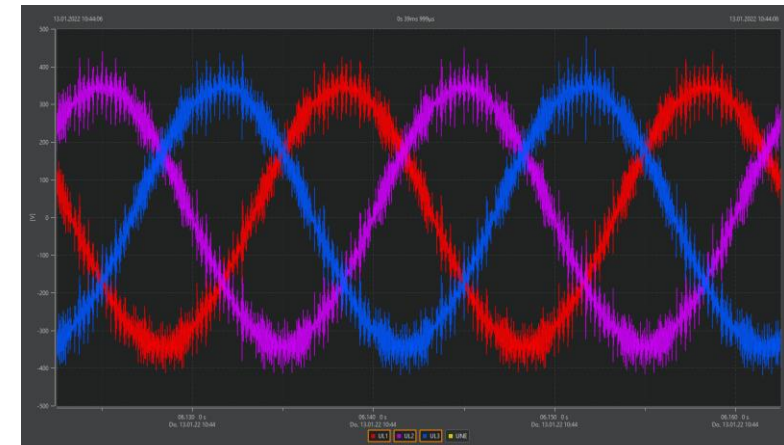 13.01.2022 10:44:06 0s 39ms 999µs 13.01.2022 10:44:06
500
400
300
200
100
[V]
0
-100
-200
-300
-400
-500
06.130 0 s 06.140 0 s 06.150 0 s 06.160 0 s
Do, 13.01.22 10:44 Do, 13.01.22 10:44 Do, 13.01.22 10:44 Do, 13.01.22 10:44
UL1 UL2 UL3 UNE